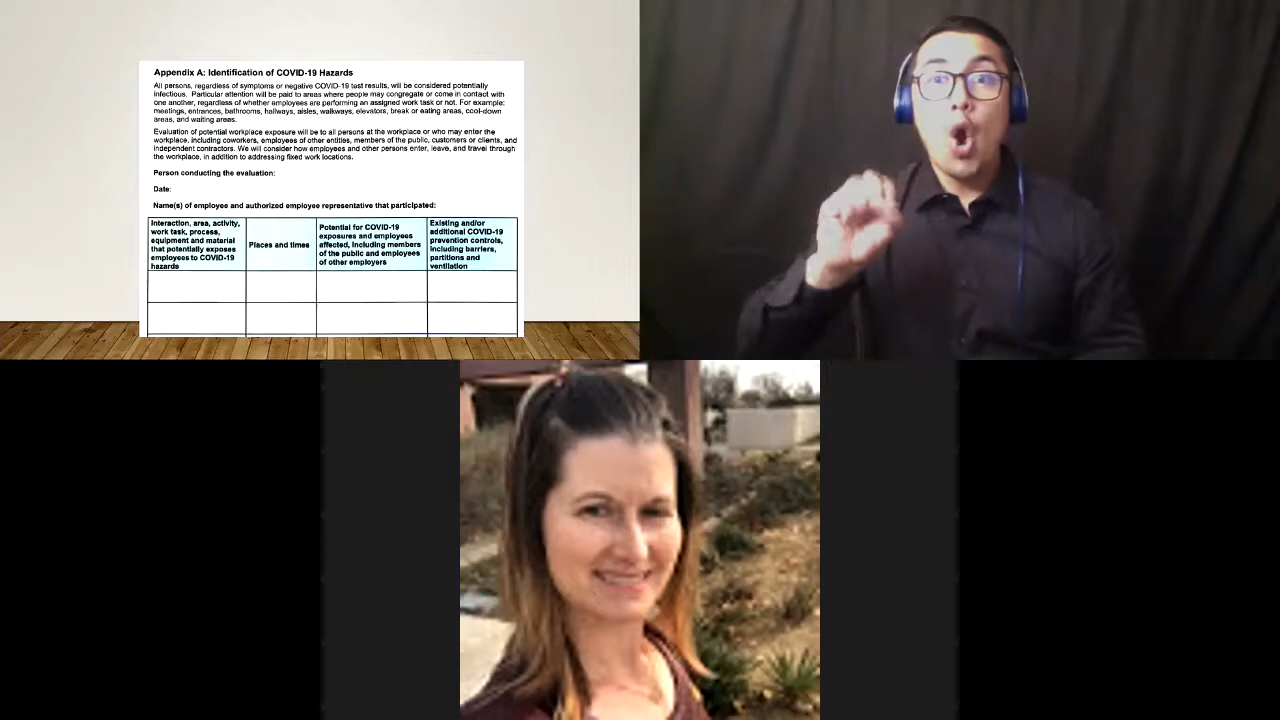 Appendix A: Identification of COVID-19 Hazards
All persons, regardless of symptoms or negative COVID-19 test results, will be considered potentially
infectious. Particular attention will be paid to areas where people may congregate or come in contact with
one another, regardless of whether employees are performing an assigned work task or not. For example:
meetings, entrances, bathrooms, hallways, aisles, walkways, elevators, break or eating areas, cool-down
areas, and waiting areas.
Evaluation of potential workplace exposure will be to all persons at the workplace or who may enter the
workplace, including coworkers, employees of other entities, members of the public, customers or clients, and
independent contractors. We will consider how employees and other persons enter, leave, and travel through
the workplace, in addition to addressing fixed work locations.
Person conducting the evaluation:
Date:
Name(s) of employee and authorized employee representative that participated:
Interaction, area, activity,
work task, process,
equipment and material
that potentially exposes
employees to COVID-19
hazards
Places and times
Potential for COVID-19
exposures and employees
affected, including members
of the public and employees
of other employers
Existing and/or
additional COVID-19
prevention controls,
including barriers,
partitions and
ventilation